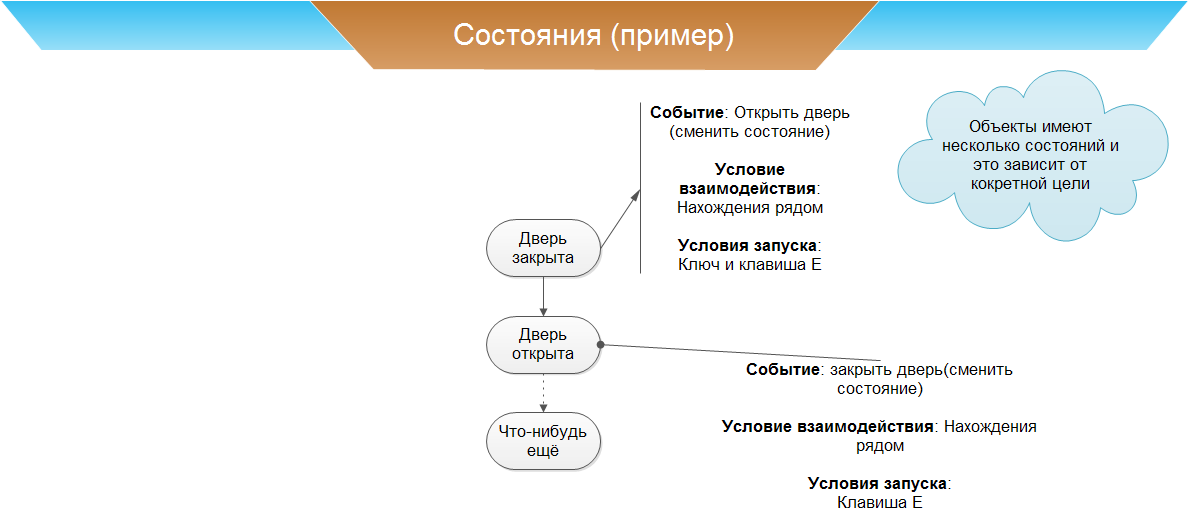 Состояния (пример)
Событие: Открыть дверь
(сменить состояние)
Условие
взаимодействия:
Нахождения рядом
Условия запуска:
Ключ и клавиша E
Объекты имеют
несколько состояний и
это зависит от
кокретной цели
Дверь
закрыта
Дверь
открыта
Что-нибудь
ещё
Событие: закрыть дверь(сменить
состояние)
Условие взаимодействия: Нахождения
рядом
Условия запуска:
Клавиша E